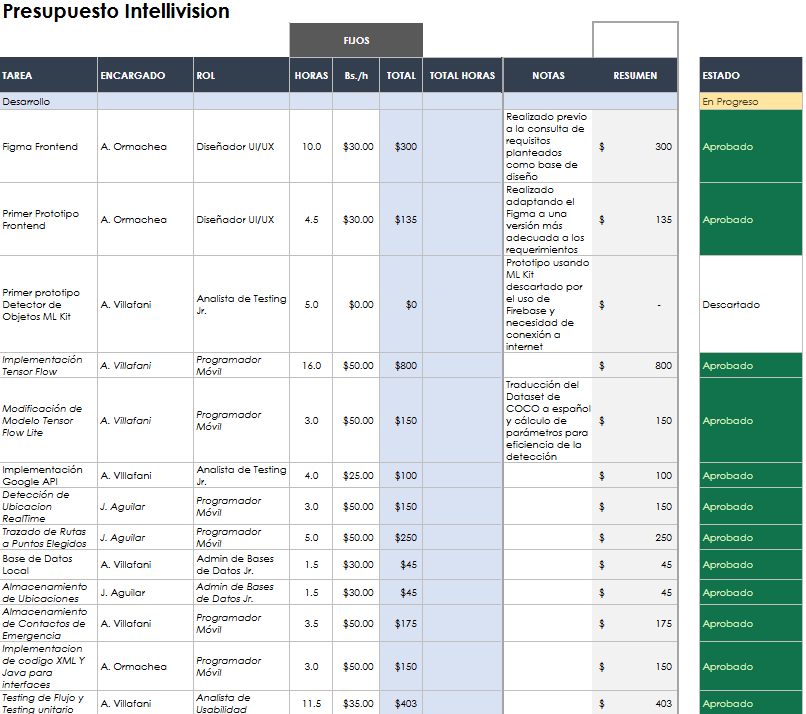 Presupuesto Intellivision
FIJOS
TAREA ENCARGADO ROL HORAS Bs./h TOTAL TOTAL HORAS NOTAS RESUMEN ESTADO
Desarrollo En Progreso
Figma Frontend A. Ormachea Diseñador UI/UX 10.0 $30.00 $300 Realizado previo
a la consulta de
requisitos
planteados
como base de
diseño
$ 300 Aprobado
Primer Prototipo
Frontend
A. Ormachea Diseñador UI/UX 4.5 $30.00 $135 Realizado
adaptando el
Figma a una
versión más
adecuada a los
requerimientos
$ 135 Aprobado
Primer prototipo
Detector de
Objetos ML Kit
A. Villafani Analista de Testing
Jr.
5.0 $0.00 $0 Prototipo usando
ML Kit
descartado por
el uso de
Firebase y
necesidad de
conexión a
internet
$ - Descartado
Implementación
Tensor Flow
A. Villafani Programador
Móvil
16.0 $50.00 $800 $ 800 Aprobado
Modificación de
Modelo Tensor
Flow Lite
A. Villafani Programador
Móvil
3.0 $50.00 $150 Traducción del
Dataset de
COCO a español
y cálculo de
parámetros para
eficiencia de la
detección
$ 150 Aprobado
Implementación
Google API
A. Villafani Analista de Testing
Jr.
4.0 $25.00 $100 $ 100 Aprobado
Detección de
Ubicacion
RealTime
J. Aguilar Programador
Móvil
3.0 $50.00 $150 $ 150 Aprobado
Trazado de Rutas
a Puntos Elegidos
J. Aguilar Programador
Móvil
5.0 $50.00 $250 $ 250 Aprobado
Base de Datos
Local
A. Villafani Admin de Bases
de Datos Jr.
1.5 $30.00 $45 $ 45 Aprobado
Almacenamiento
de Ubicaciones
J. Aguilar Admin de Bases
de Datos Jr.
1.5 $30.00 $45 $ 45 Aprobado
Almacenamiento
de Contactos de
Emergencia
A. Villafani Programador
Móvil
3.5 $50.00 $175 $ 175 Aprobado
Implementacion
de codigo XML Y
Java para
interfaces
A. Ormachea Programador
Móvil
3.0 $50.00 $150 $ 150 Aprobado
Testing de Flujo y
Testing unitario
A. Villafani Analista de
Usabilidad
11.5 $35.00 $403 $ 403 Aprobado